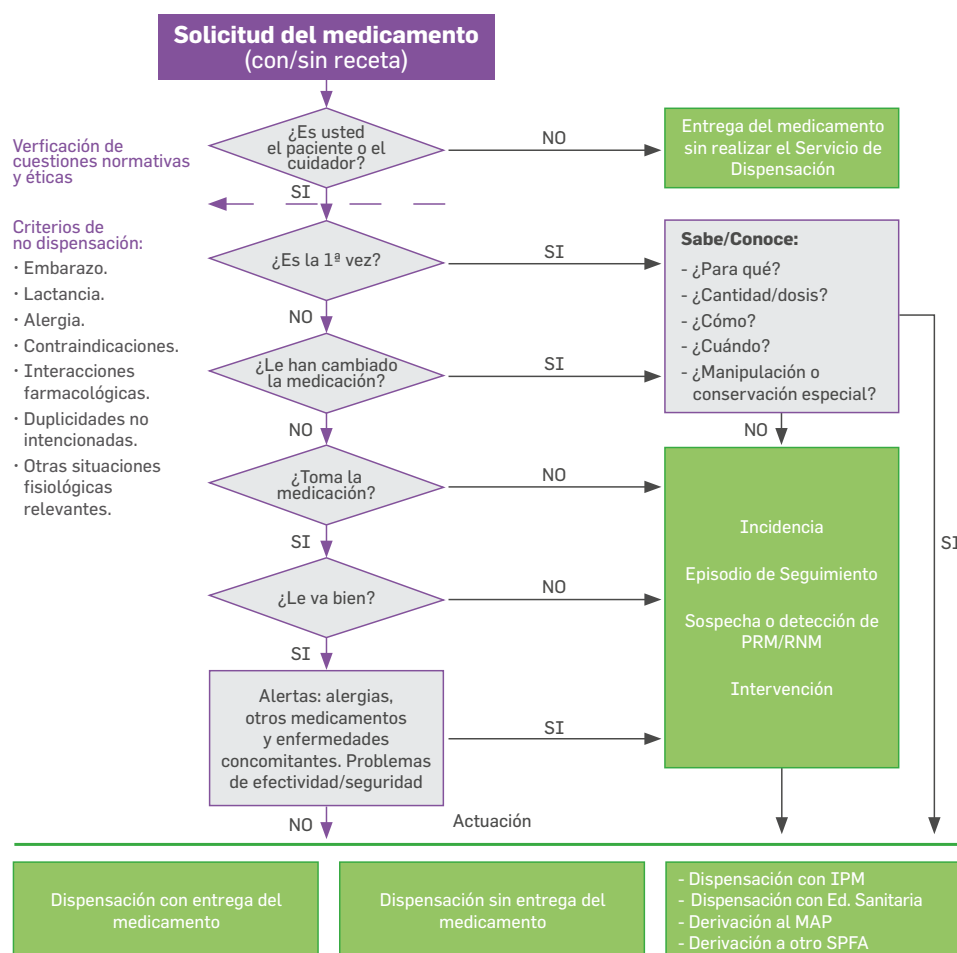 Solicitud del medicamento
(con/sin receta)
¿Es usted
el paciente o el
cuidador?
NO
Entrega del medicamento
sin realizar el Servicio de
Dispensación
Verficación de
cuestiones normativas
y éticas
SI
Criterios de
no dispensación:
· Embarazo.
· Lactancia.
· Alergia.
· Contraindicaciones.
· Interacciones
farmacológicas.
· Duplicidades no
intencionadas.
· Otras situaciones
fisiológicas
relevantes.
¿Es la 1ª vez?
SI
Sabe/Conoce:
- ¿Para qué?
- ¿Cantidad/dosis?
- ¿Cómo?
- ¿Cuándo?
- ¿Manipulación o
conservación especial?
NO
¿Le han cambiado
la medicación?
SI
NO
NO
¿Toma la
medicación?
NO
Incidencia
Episodio de Seguimiento
Sospecha o detección de
PRM/RNM
Intervención
SI
SI
¿Le va bien?
NO
SI
Alertas: alergias,
otros medicamentos
y enfermedades
concomitantes. Problemas
de efectividad/seguridad
SI
NO
Actuación
Dispensación con entrega del
medicamento
Dispensación sin entrega del
medicamento
- Dispensación con IPM
- Dispensación con Ed. Sanitaria
- Derivación al MAP
- Derivación a otro SPFA